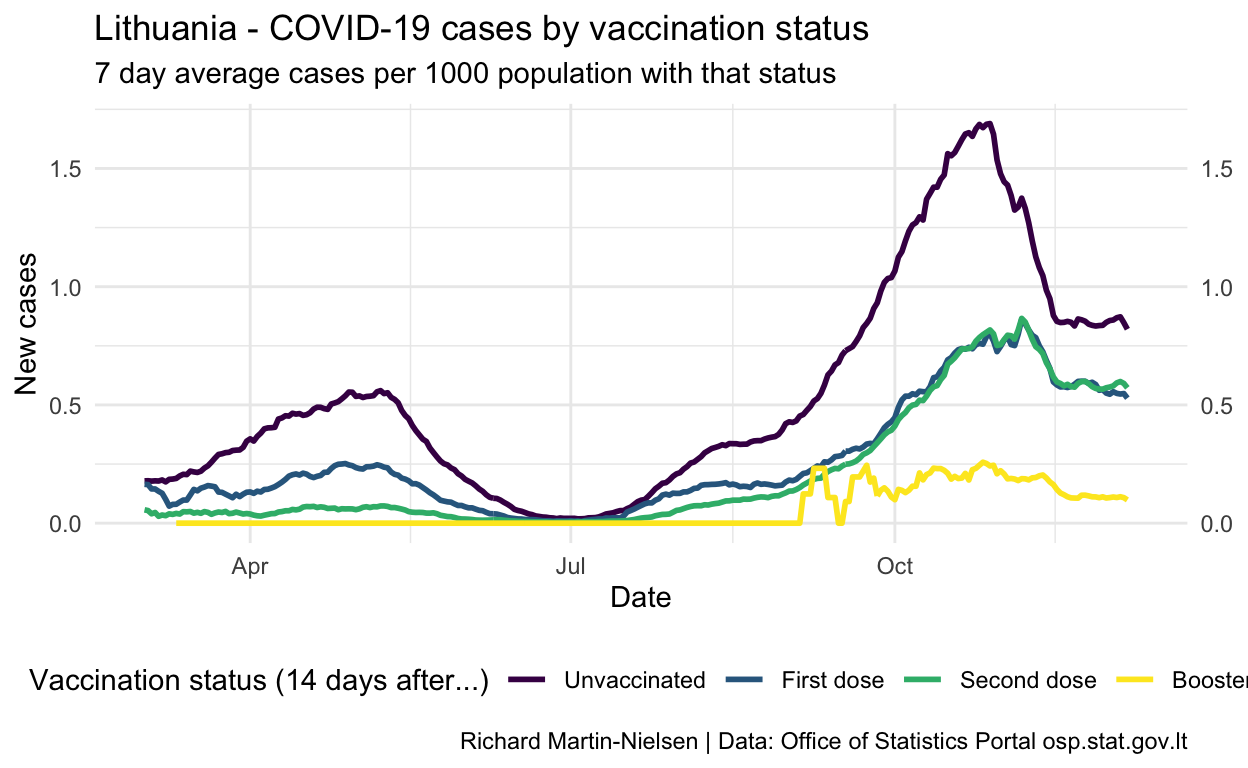 Lithuania - COVID-19 cases by vaccination status
7 day average cases per 1000 population with that status
New cases
1.5 1.5
1.0 1.0
0.5 0.5
0.0 0.0
Apr Jul Oct
Date
Vaccination status (14 days after...) Unvaccinated First dose Second dose Booster
Richard Martin-Nielsen | Data: Office of Statistics Portal osp.stat.gov.lt